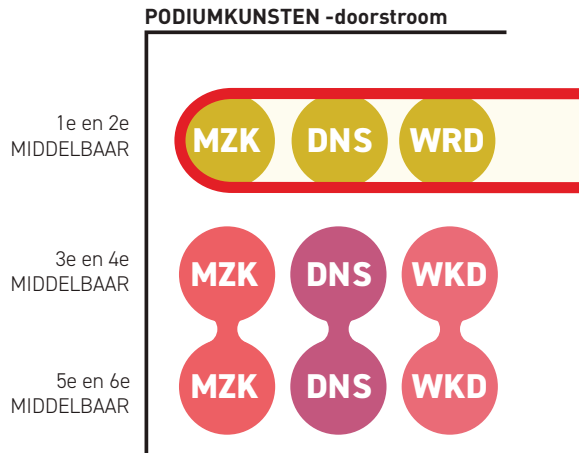 PODIUMKUNSTEN -doorstroom
1e en 2e
MIDDELBAAR
MZK DNS WRD
3e en 4e
MIDDELBAAR
MZK DNS WKD
5e en 6e
MIDDELBAAR
MZK DNS WKD